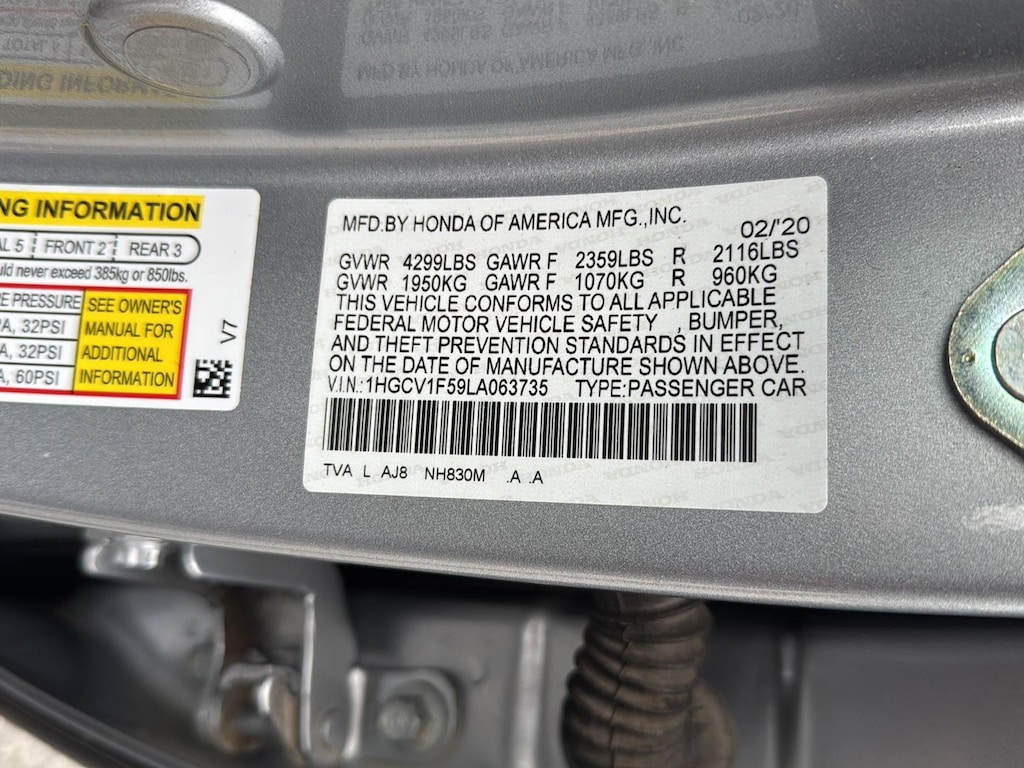 NG INFORMATION
AL 5 FRONT 2 REAR 3
uld never exceed 385kg or 850lbs.
RE PRESSURE
A, 32PSI
A, 32PSI
A, 60PSI
SEE OWNER'S
MANUAL FOR
ADDITIONAL
INFORMATION
V7
MFD.BY HONDA OF AMERICA MFG.,INC. 02/'20
GVWR 4299LBS GAWR F 2359LBS R 2116LBS
GVWR 1950KG GAWR F 1070KG R 960KG
THIS VEHICLE CONFORMS TO ALL APPLICABLE
FEDERAL MOTOR VEHICLE SAFETY , BUMPER,
AND THEFT PREVENTION STANDARDS IN EFFECT
ON THE DATE OF MANUFACTURE SHOWN ABOVE.
V.I.N.:1HGCV1F59LA063735 TYPE:PASSENGER CAR
TVA L AJ8 NH830M .A .A